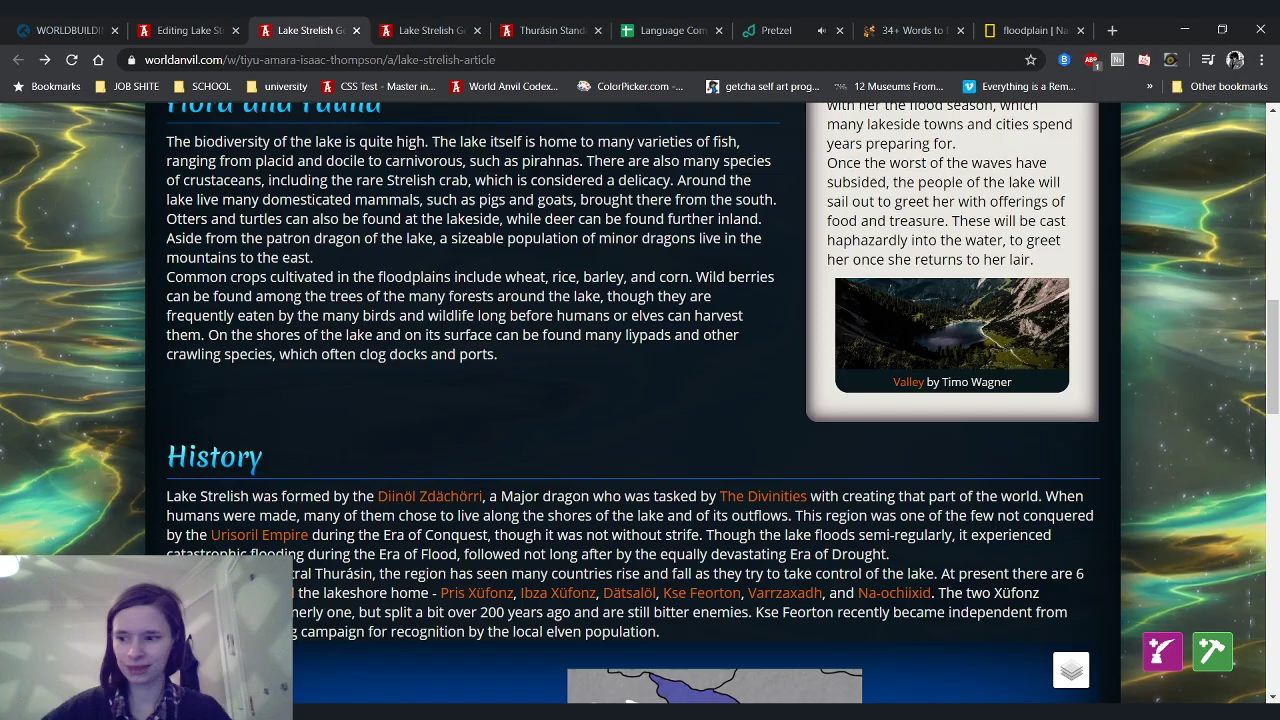 WORLDBUILDI
Editing Lake St
Lake Strelish Ge
Lake Strelish G
Thurásin Stand
Language Com
Pretzel
34+ Words to D
floodplain | Na
worldanvil.com/w/tiyu-amara-isaac-thompson/a/lake-strelish-article
Bookmarks
JOB SITE
SCHOOL
university
CSS Test - Master in...
World Anvil Codex...
ColorPicker.com -...
getcha self art prog...
12 Museums From...
Everything is a Rem...
»
Other bookmarks
Flora and Fauna
The biodiversity of the lake is quite high. The lake itself is home to many varieties of fish,
ranging from placid and docile to carnivorous, such as pirahnas. There are also many species
of crustaceans, including the rare Strelish crab, which is considered a delicacy. Around the
lake live many domesticated mammals, such as pigs and goats, brought there from the south.
Otters and turtles can also be found at the lakeside, while deer can be found further inland.
Aside from the patron dragon of the lake, a sizeable population of minor dragons live in the
mountains to the east.
Common crops cultivated in the floodplains include wheat, rice, barley, and corn. Wild berries
can be found among the trees of the many forests around the lake, though they are
frequently eaten by the many birds and wildlife long before humans or elves can harvest
them. On the shores of the lake and on its surface can be found many liypads and other
crawling species, which often clog docks and ports.
with her the flood season, which
many lakeside towns and cities spend
years preparing for.
Once the worst of the waves have
subsided, the people of the lake will
sail out to greet her with offerings of
food and treasure. These will be cast
haphazardly into the water, to greet
her once she returns to her lair.
Valley by Timo Wagner
History
Lake Strelish was formed by the Diinöl Zdächörri, a Major dragon who was tasked by The Divinities with creating that part of the world. When
humans were made, many of them chose to live along the shores of the lake and of its outflows. This region was one of the few not conquered
by the Urisoril Empire during the Era of Conquest, though it was not without strife. Though the lake floods semi-regularly, it experienced
catastrophic flooding during the Era of Flood, followed not long after by the equally devastating Era of Drought.
tral Thurásin, the region has seen many countries rise and fall as they try to take control of the lake. At present there are 6
the lakeshore home - Pris Xüfonz, Ibza Xüfonz, Dätsalöl, Kse Feorton, Varrzaxadh, and Na-ochiixid. The two Xüfonz
nerly one, but split a bit over 200 years ago and are still bitter enemies. Kse Feorton recently became independent from
g campaign for recognition by the local elven population.